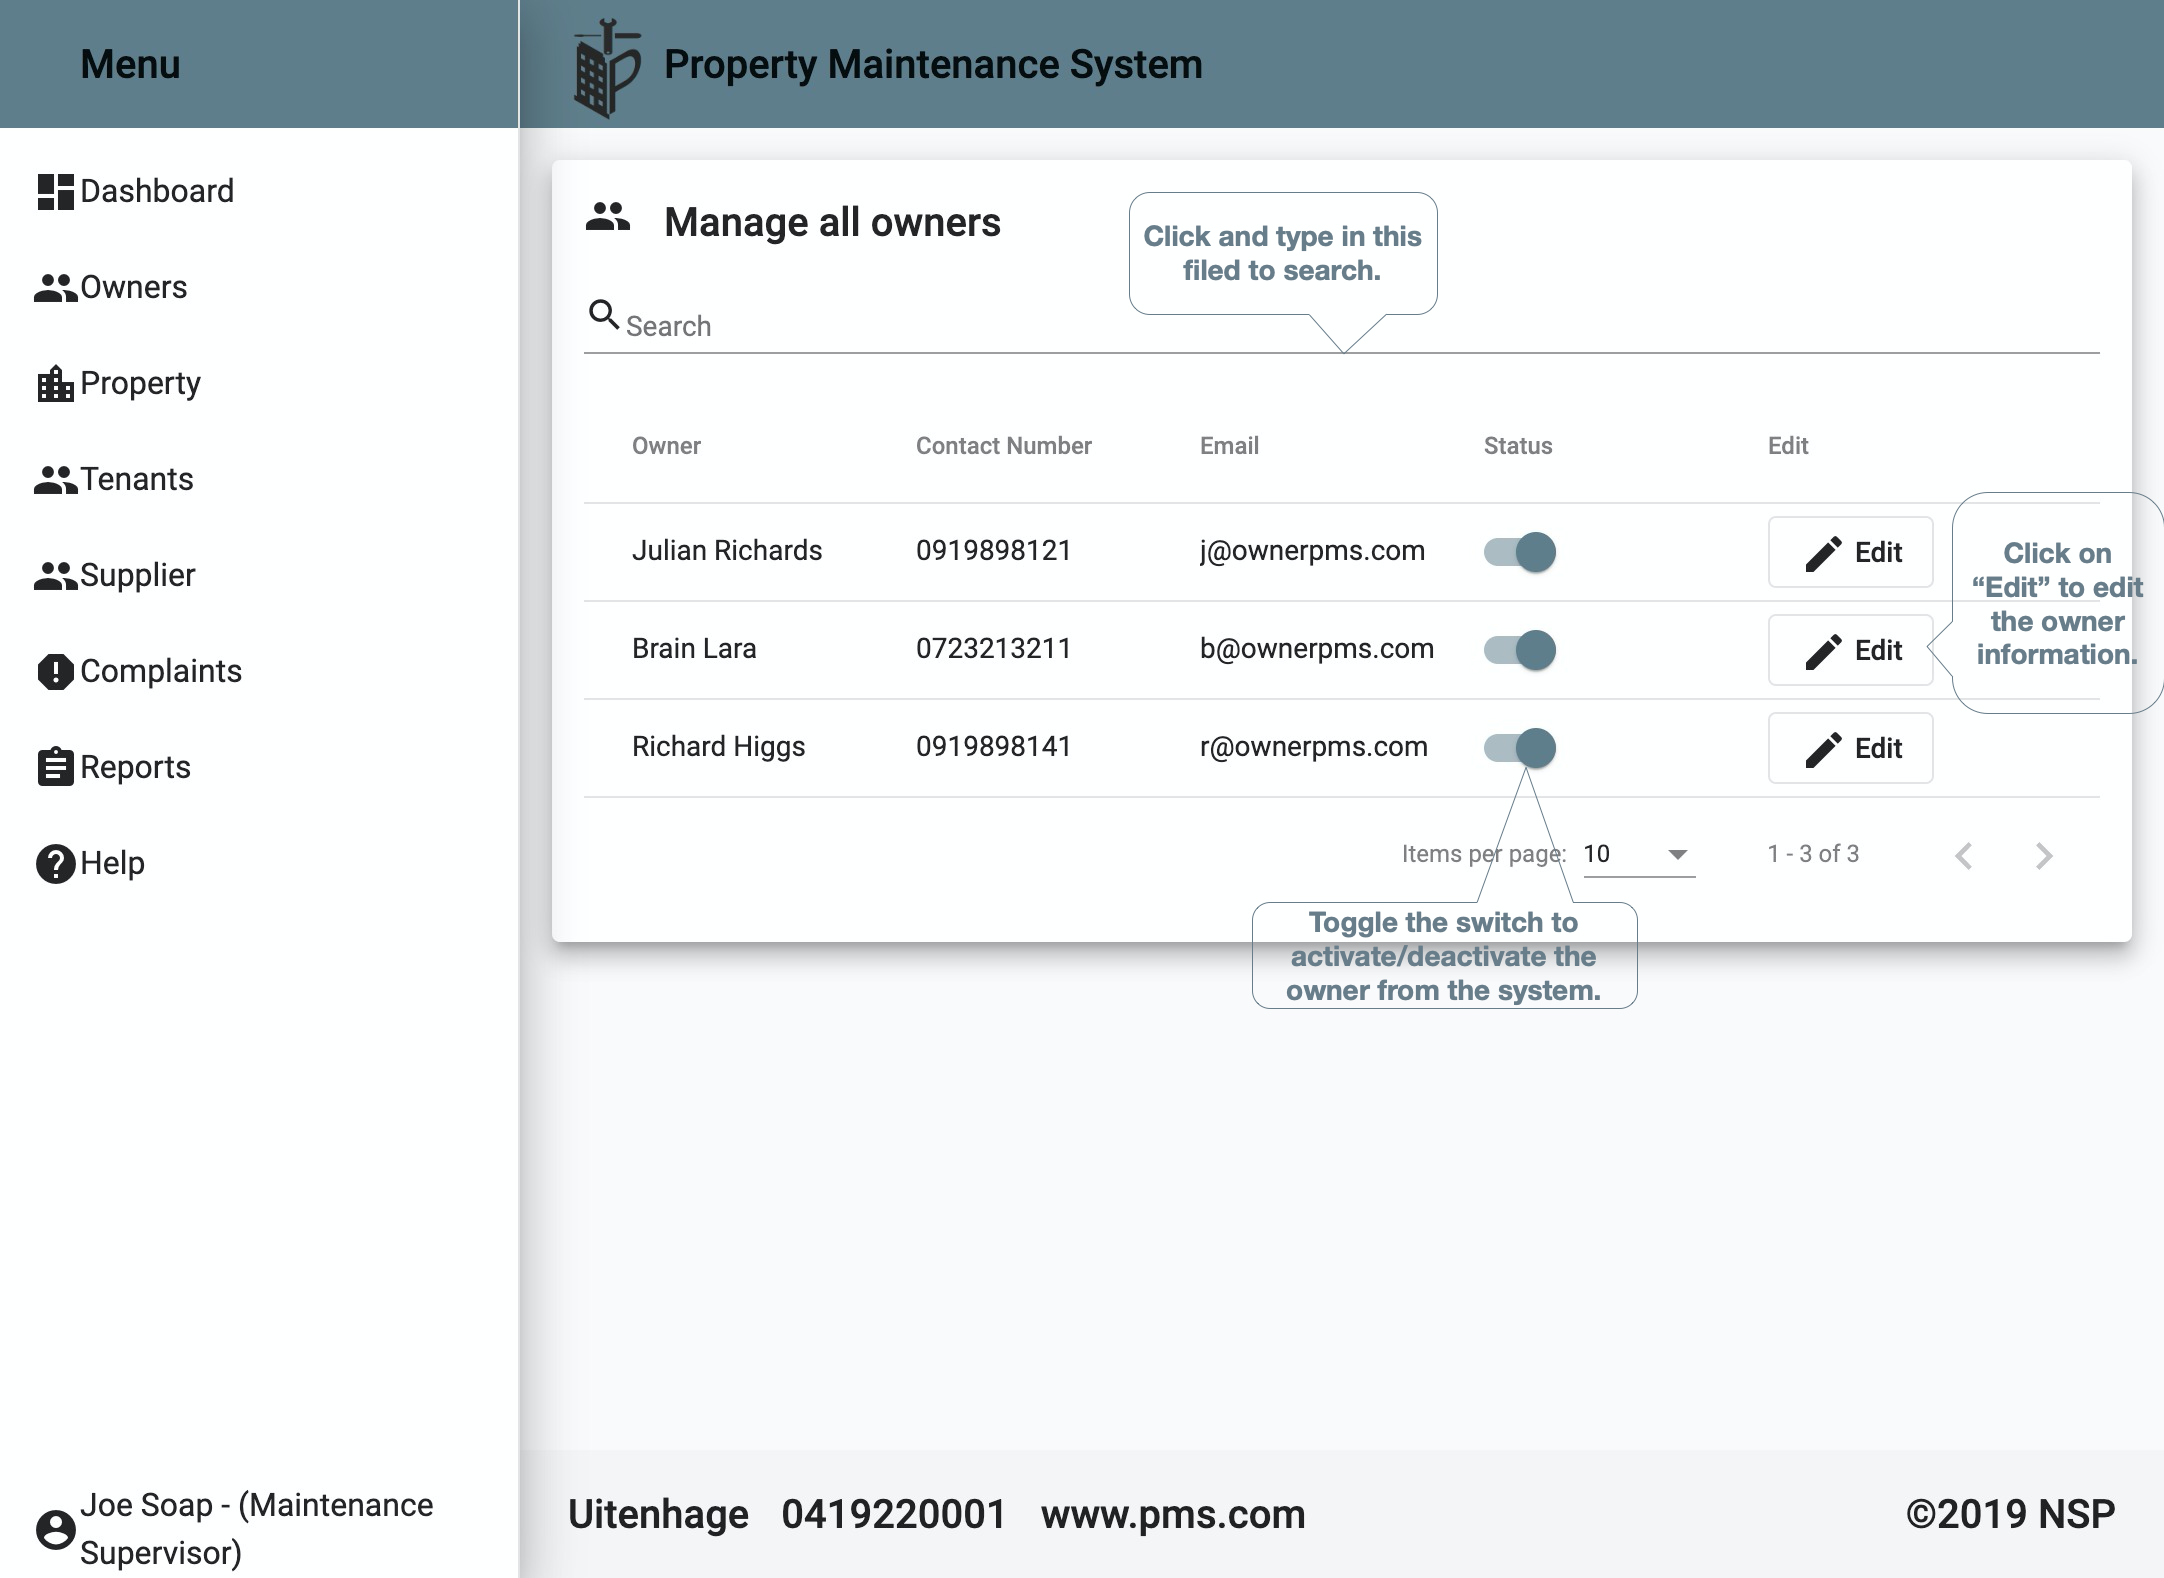 Menu
Property Maintenance System
Dashboard
Owners
Property
Tenants
Supplier
Complaints
Reports
Help
Joe Soap - (Maintenance
Supervisor)
Manage all owners
Click and type in this
filed to search.
Search
Owner Contact Number Email Status Edit
Julian Richards 0919898121 j@ownerpms.com Edit
Brain Lara 0723213211 b@ownerpms.com Edit
Richard Higgs 0919898141 r@ownerpms.com Edit
Click on
“Edit” to edit
the owner
information.
Items per page: 10 1 - 3 of 3
Toggle the switch to
activate/deactivate the
owner from the system.
Uitenhage 0419220001 www.pms.com ©2019 NSP